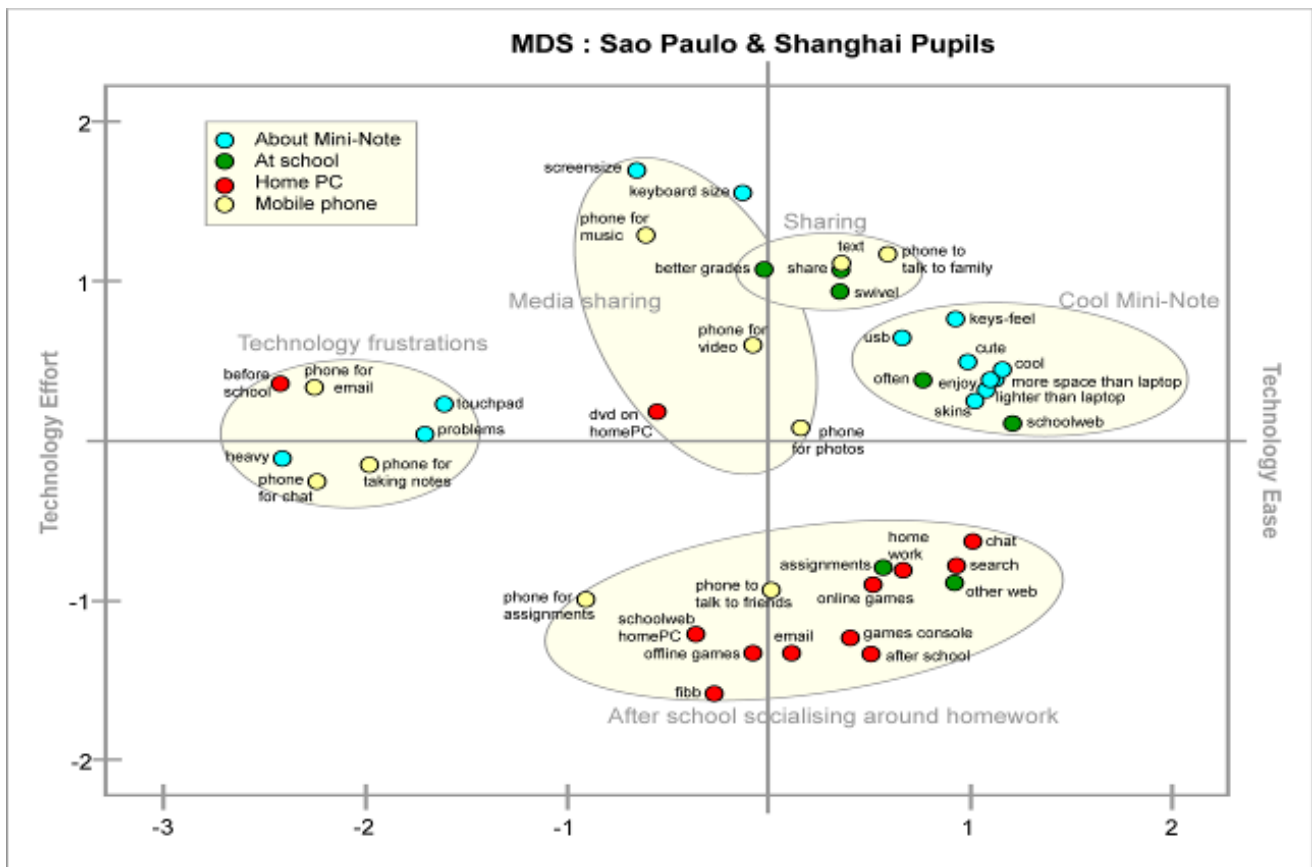 MDS : Sao Paulo & Shanghai Pupils
2
1
-1
-2
-3
-2
-1
1
2
Technology Effort
Technology Ease
About Mini-Note
At school
Home PC
Mobile phone
screensize
keyboard size
phone for
music
Sharing
text
phone to
talk to family
better grades
share
swivel
Media sharing
phone for
video
Cool Mini-Note
keys-feel
usb
cute
cool
often
enjoy
more space than laptop
lighter than laptop
skins
schoolweb
Technology frustrations
before
school
phone for
email
touchpad
problems
heavy
phone
for chat
phone for
taking notes
dvd on
homePC
phone
for photos
home
work
chat
assignments
search
online games
other web
phone to
talk to friends
phone for
assignments
schoolweb
homePC
email
games console
offline games
after school
fibb
After school socialising around homework